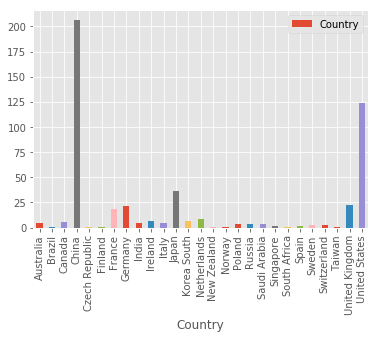 Country
200
175
150
125
100
75
50
25
0
Australia
Brazil
Canada
China
Czech Republic
Finland
France
Germany
India
Ireland
Italy
Japan
Korea South
Netherlands
New Zealand
Norway
Poland
Russia
Saudi Arabia
Singapore
South Africa
Spain
Sweden
Switzerland
Taiwan
United Kingdom
United States
Country